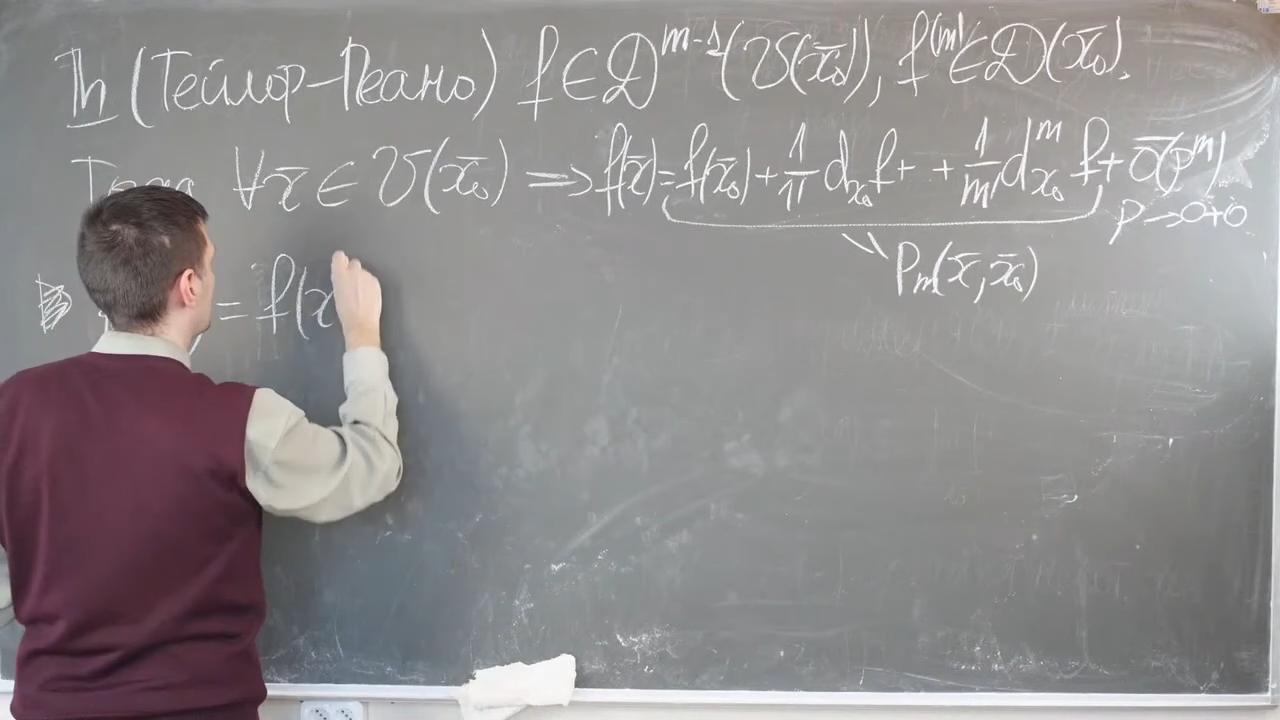 Th (Тейлор-Пеано) f ∈ D^{m-1}(U(x̄₀)), f^{(m)} ∈ D(x̄₀).
∀x̄ ∈ U(x̄₀) ⇒ f(x̄) = f(x̄₀) + 1/1! d_{x₀} f + + 1/m! d^m_{x₀} f + ō(ρ^m)
ρ → 0+0
P_m(x̄, x̄₀)
= f(x